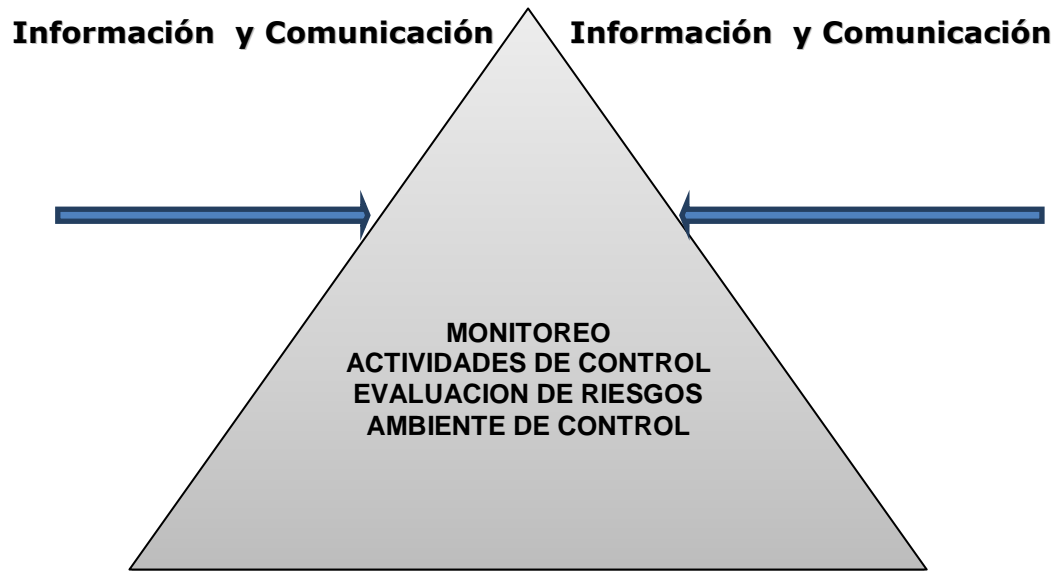 Información y Comunicación
Información y Comunicación
MONITOREO
ACTIVIDADES DE CONTROL
EVALUACION DE RIESGOS
AMBIENTE DE CONTROL